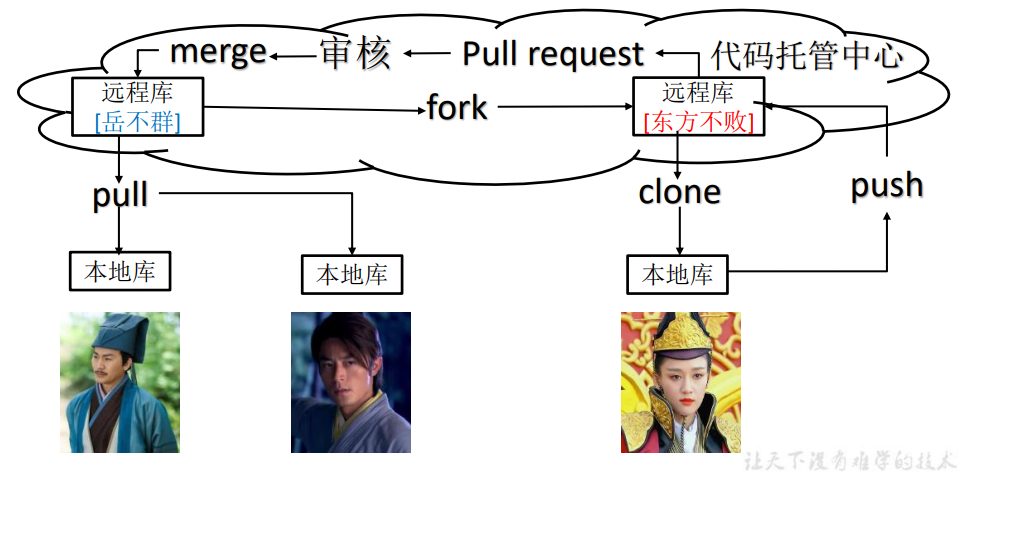 merge
审核
Pull request
代码托管中心
远程库
[岳不群]
fork
远程库
[东方不败]
pull
clone
push
本地库
本地库
本地库
让天下没有难学的技术